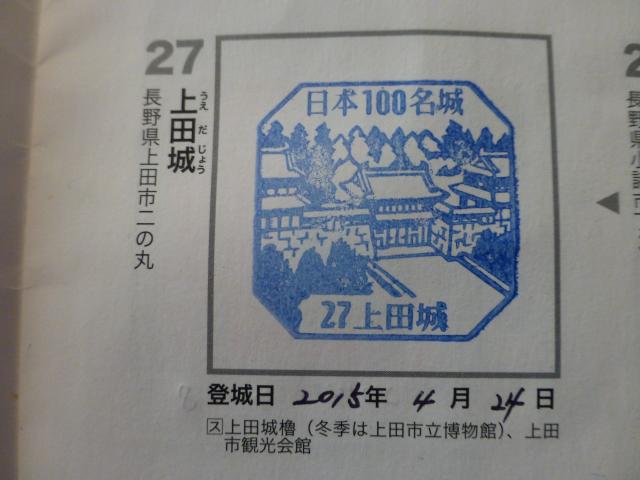 27
上田城
うえだじょう
長野県上田市二の丸
日本100名城
27上田城
登城日 2015年 4月 24日
ス上田城櫓（冬季は上田市立博物館）、上田
市観光会館